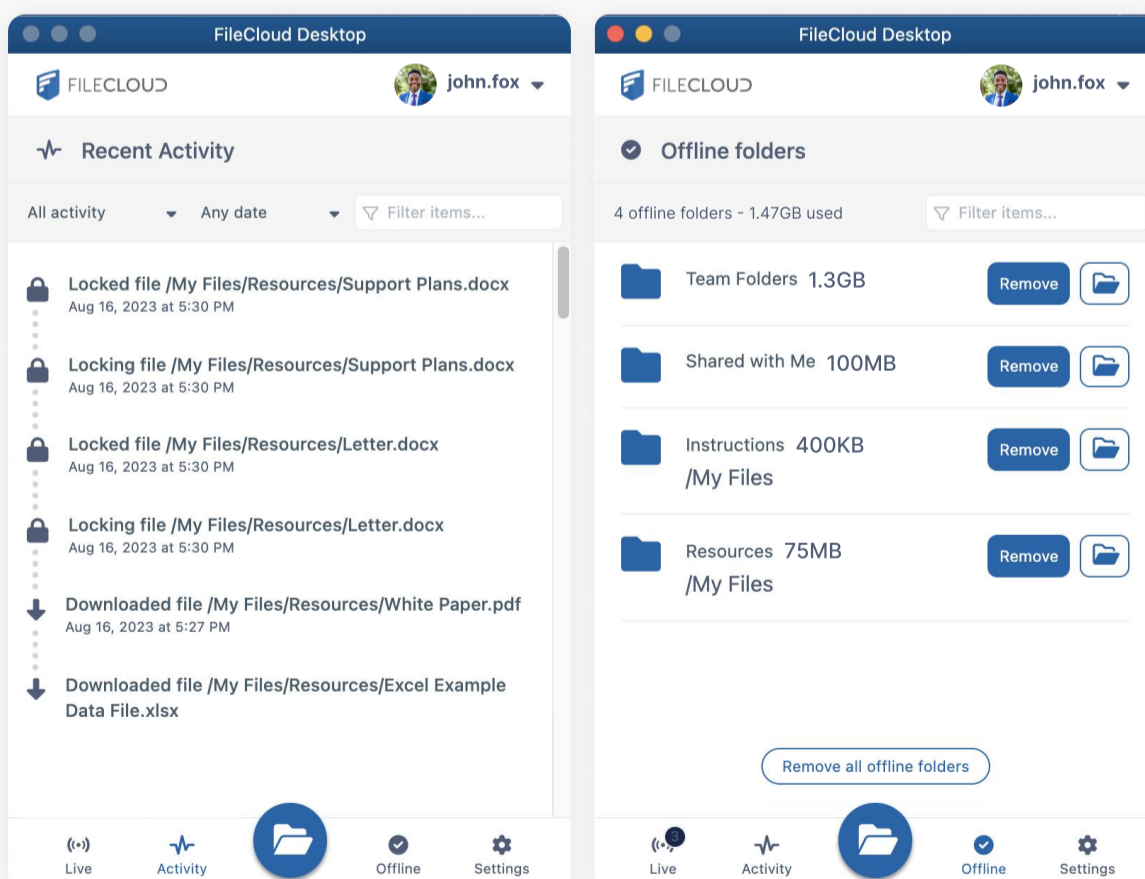 FileCloud Desktop
FILECLOUD
john.fox
Recent Activity
All activity
Any date
Filter items...
Locked file /My Files/Resources/Support Plans.docx
Aug 16, 2023 at 5:30 PM
Locking file /My Files/Resources/Support Plans.docx
Aug 16, 2023 at 5:30 PM
Locked file /My Files/Resources/Letter.docx
Aug 16, 2023 at 5:30 PM
Locking file /My Files/Resources/Letter.docx
Aug 16, 2023 at 5:30 PM
Downloaded file /My Files/Resources/White Paper.pdf
Aug 16, 2023 at 5:27 PM
Downloaded file /My Files/Resources/Excel Example
Data File.xlsx
Live
Activity
Offline
Settings
FileCloud Desktop
FILECLOUD
john.fox
Offline folders
4 offline folders - 1.47GB used
Filter items...
Team Folders 1.3GB
Remove
Shared with Me 100MB
Remove
Instructions 400KB
/My Files
Remove
Resources 75MB
/My Files
Remove
Remove all offline folders
3
Live
Activity
Offline
Settings